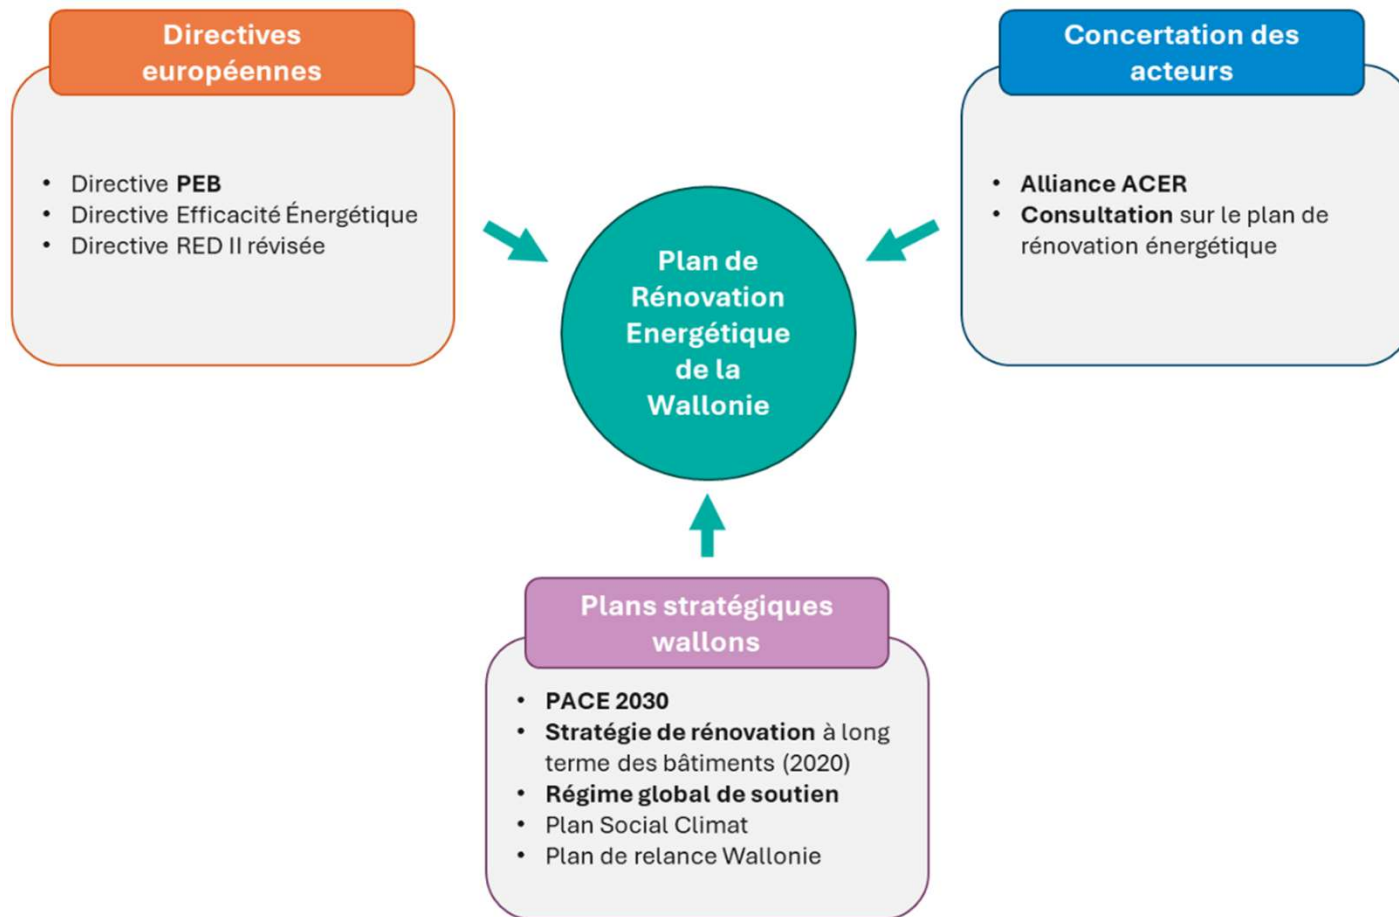 Directives
européennes
• Directive PEB
• Directive Efficacité Énergétique
• Directive RED II révisée
Concertation des
acteurs
• Alliance ACER
• Consultation sur le plan de
rénovation énergétique
Plan de
Rénovation
Energétique
de la
Wallonie
Plans stratégiques
wallons
• PACE 2030
• Stratégie de rénovation à long
terme des bâtiments (2020)
• Régime global de soutien
• Plan Social Climat
• Plan de relance Wallonie